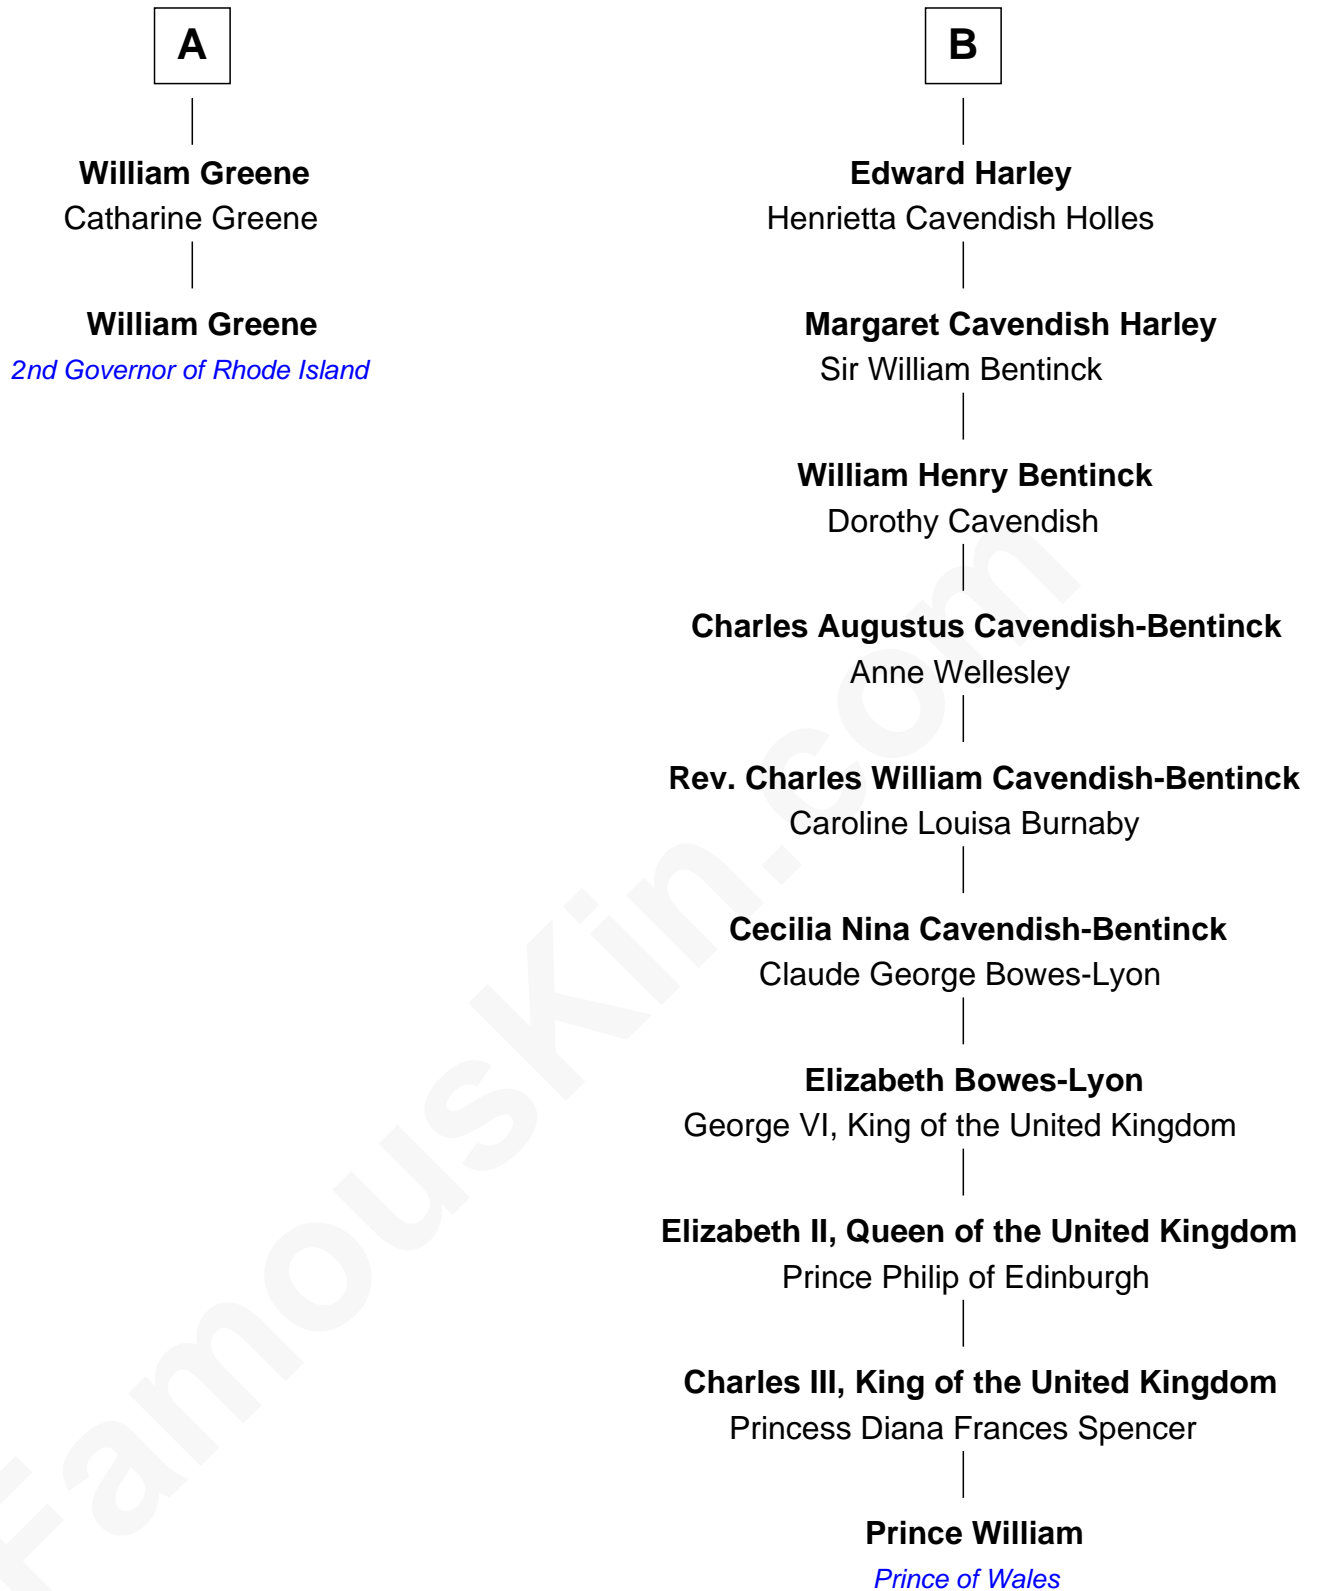 A
William Greene
Catharine Greene
William Greene
2nd Governor of Rhode Island
B
Edward Harley
Henrietta Cavendish Holles
Margaret Cavendish Harley
Sir William Bentinck
William Henry Bentinck
Dorothy Cavendish
Charles Augustus Cavendish-Bentinck
Anne Wellesley
Rev. Charles William Cavendish-Bentinck
Caroline Louisa Burnaby
Cecilia Nina Cavendish-Bentinck
Claude George Bowes-Lyon
Elizabeth Bowes-Lyon
George VI, King of the United Kingdom
Elizabeth II, Queen of the United Kingdom
Prince Philip of Edinburgh
Charles III, King of the United Kingdom
Princess Diana Frances Spencer
Prince William
Prince of Wales
FamousKin.com